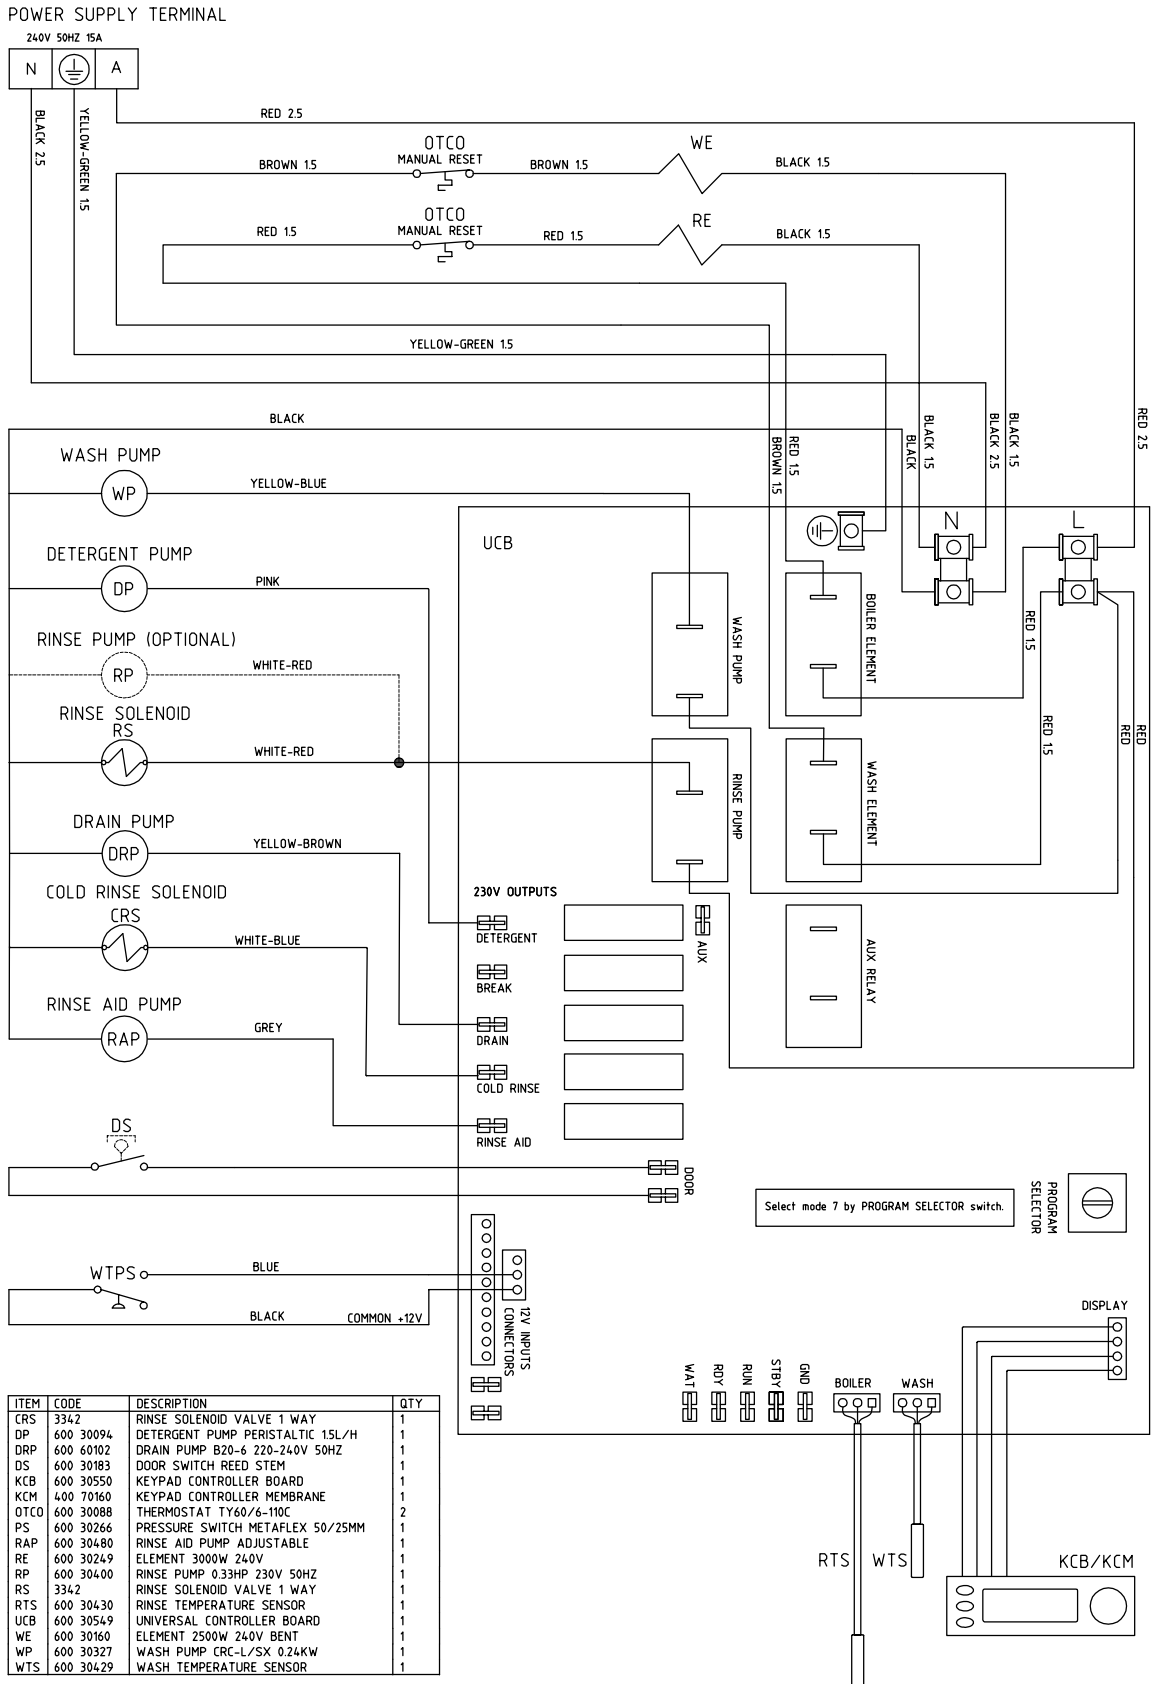 POWER SUPPLY TERMINAL
240V 50HZ 15A
N A
BLACK 2.5
YELLOW-GREEN 1.5
RED 2.5
OTCO
MANUAL RESET
WE
BROWN 1.5
BROWN 1.5
BLACK 1.5
OTCO
MANUAL RESET
RE
RED 1.5
RED 1.5
BLACK 1.5
YELLOW-GREEN 1.5
BLACK
BROWN 1.5
RED 1.5
BLACK
BLACK 1.5
BLACK 2.5
BLACK 1.5
RED 2.5
WASH PUMP
WP
YELLOW-BLUE
UCB
N
L
DETERGENT PUMP
DP
PINK
WASH PUMP
BOILER ELEMENT
RED 1.5
RINSE PUMP (OPTIONAL)
RP
WHITE-RED
RINSE SOLENOID
RS
WHITE-RED
RINSE PUMP
WASH ELEMENT
RED 1.5
RED
RED
DRAIN PUMP
DRP
YELLOW-BROWN
COLD RINSE SOLENOID
CRS
WHITE-BLUE
230V OUTPUTS
DETERGENT
AUX
AUX RELAY
BREAK
RINSE AID PUMP
RAP
GREY
DRAIN
COLD RINSE
RINSE AID
DS
DOOR
Select mode 7 by PROGRAM SELECTOR switch.
PROGRAM
SELECTOR
WTPS
BLUE
BLACK
COMMON +12V
12V INPUTS
CONNECTORS
DISPLAY
WAT
RDY
RUN
STBY
GND
BOILER
WASH
RTS
WTS
KCB/KCM
ITEM CODE DESCRIPTION QTY
CRS 3342 RINSE SOLENOID VALVE 1 WAY 1
DP 600 30094 DETERGENT PUMP PERISTALTIC 1.5L/H 1
DRP 600 60102 DRAIN PUMP B20-6 220-240V 50HZ 1
DS 600 30183 DOOR SWITCH REED STEM 1
KCB 600 30550 KEYPAD CONTROLLER BOARD 1
KCM 400 70160 KEYPAD CONTROLLER MEMBRANE 1
OTCO 600 30088 THERMOSTAT TY60/6-110C 2
PS 600 30266 PRESSURE SWITCH METAFLEX 50/25MM 1
RAP 600 30480 RINSE AID PUMP ADJUSTABLE 1
RE 600 30249 ELEMENT 3000W 240V 1
RP 600 30400 RINSE PUMP 0.33HP 230V 50HZ 1
RS 3342 RINSE SOLENOID VALVE 1 WAY 1
RTS 600 30430 RINSE TEMPERATURE SENSOR 1
UCB 600 30549 UNIVERSAL CONTROLLER BOARD 1
WE 600 30160 ELEMENT 2500W 240V BENT 1
WP 600 30327 WASH PUMP CRC-L/SX 0.24KW 1
WTS 600 30429 WASH TEMPERATURE SENSOR 1